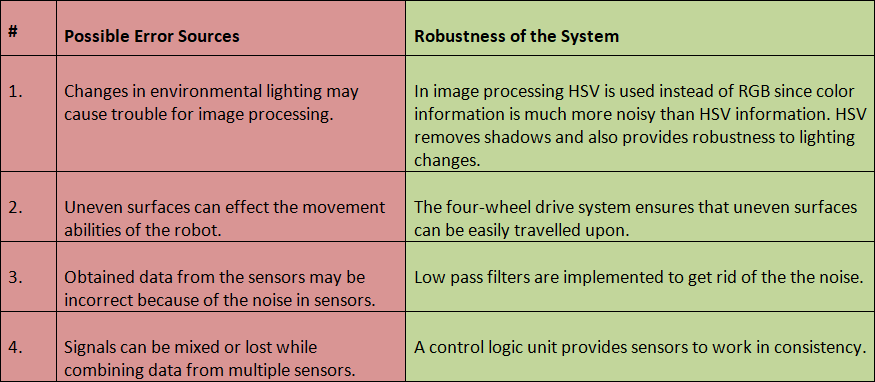 # Possible Error Sources Robustness of the System
1. Changes in environmental lighting may
cause trouble for image processing.
In image processing HSV is used instead of RGB since color
information is much more noisy than HSV information. HSV
removes shadows and also provides robustness to lighting
changes.
2. Uneven surfaces can effect the movement
abilities of the robot.
The four-wheel drive system ensures that uneven surfaces
can be easily travelled upon.
3. Obtained data from the sensors may be
incorrect because of the noise in sensors.
Low pass filters are implemented to get rid of the the noise.
4. Signals can be mixed or lost while
combining data from multiple sensors.
A control logic unit provides sensors to work in consistency.